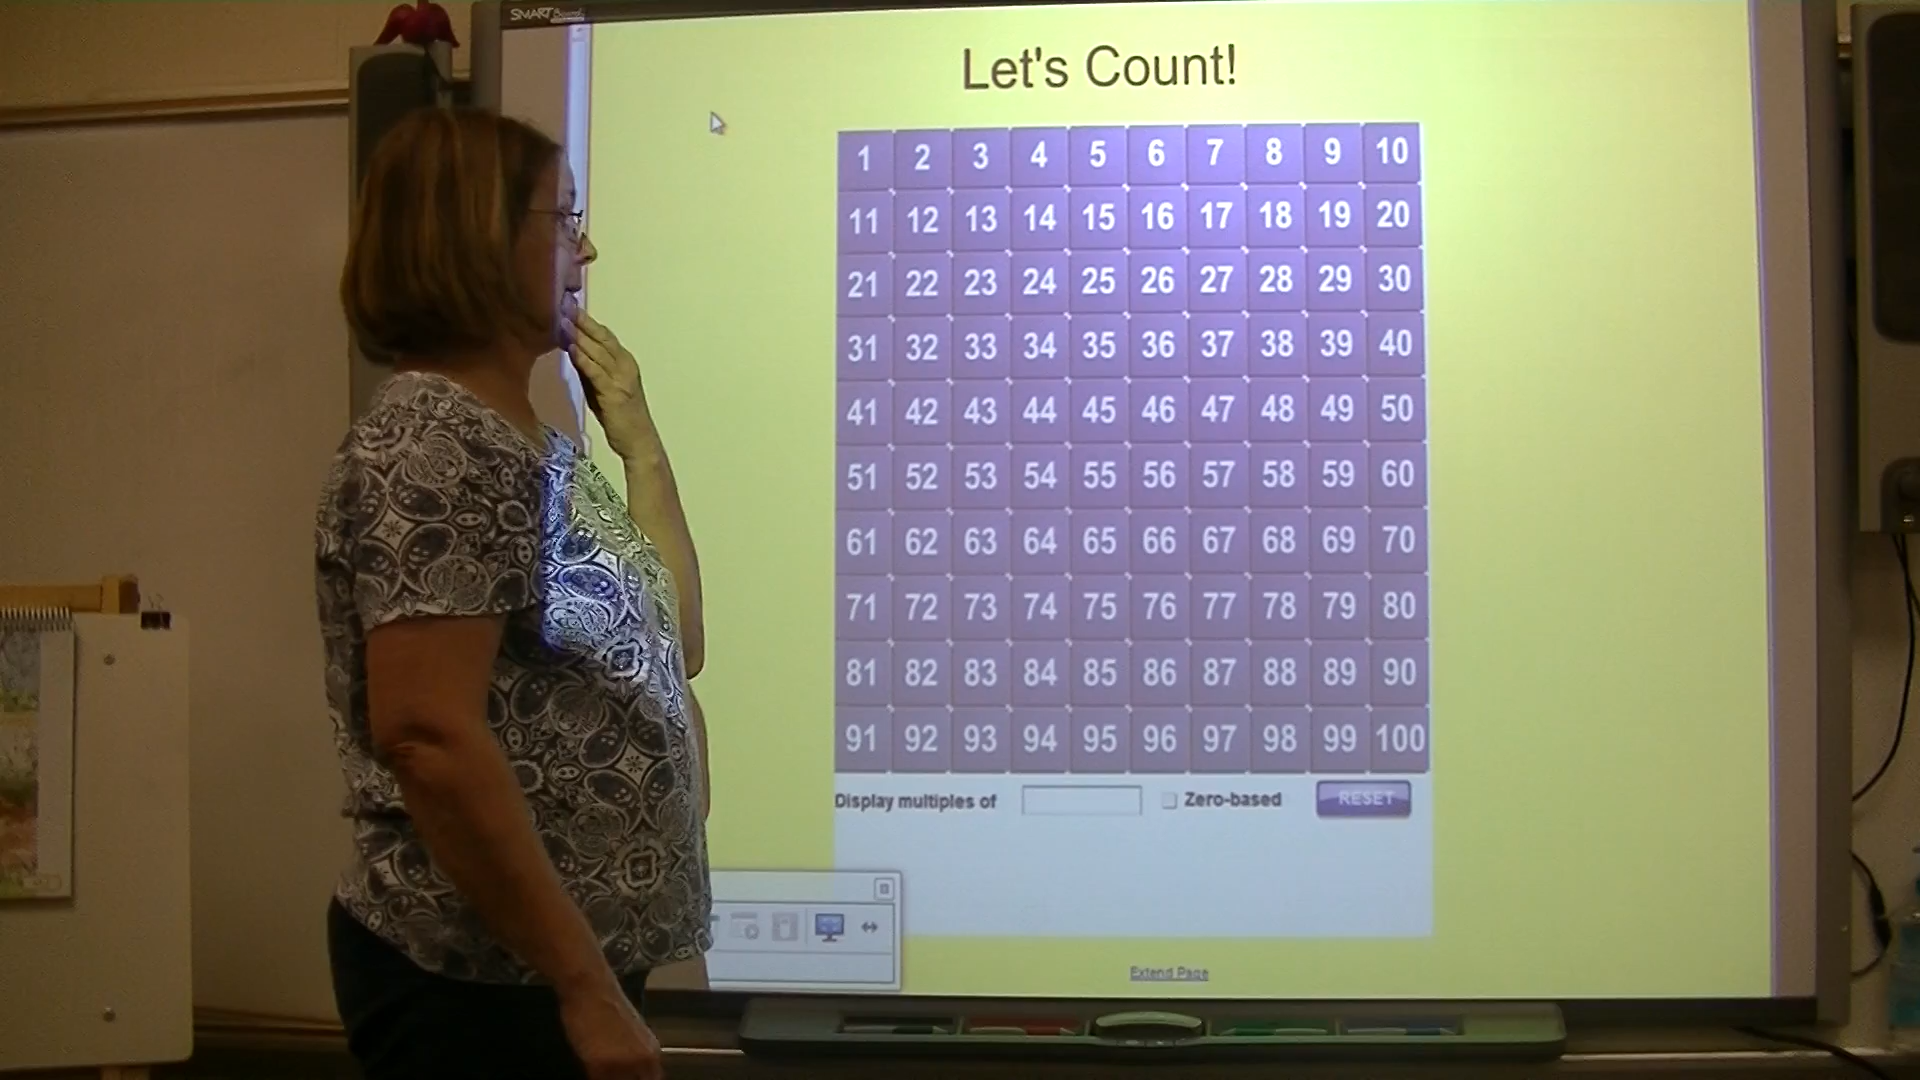 SMART Board
Let's Count!
1 2 3 4 5 6 7 8 9 10
11 12 13 14 15 16 17 18 19 20
21 22 23 24 25 26 27 28 29 30
31 32 33 34 35 36 37 38 39 40
41 42 43 44 45 46 47 48 49 50
51 52 53 54 55 56 57 58 59 60
61 62 63 64 65 66 67 68 69 70
71 72 73 74 75 76 77 78 79 80
81 82 83 84 85 86 87 88 89 90
91 92 93 94 95 96 97 98 99 100
Display multiples of Zero-based RESET
Extend Page